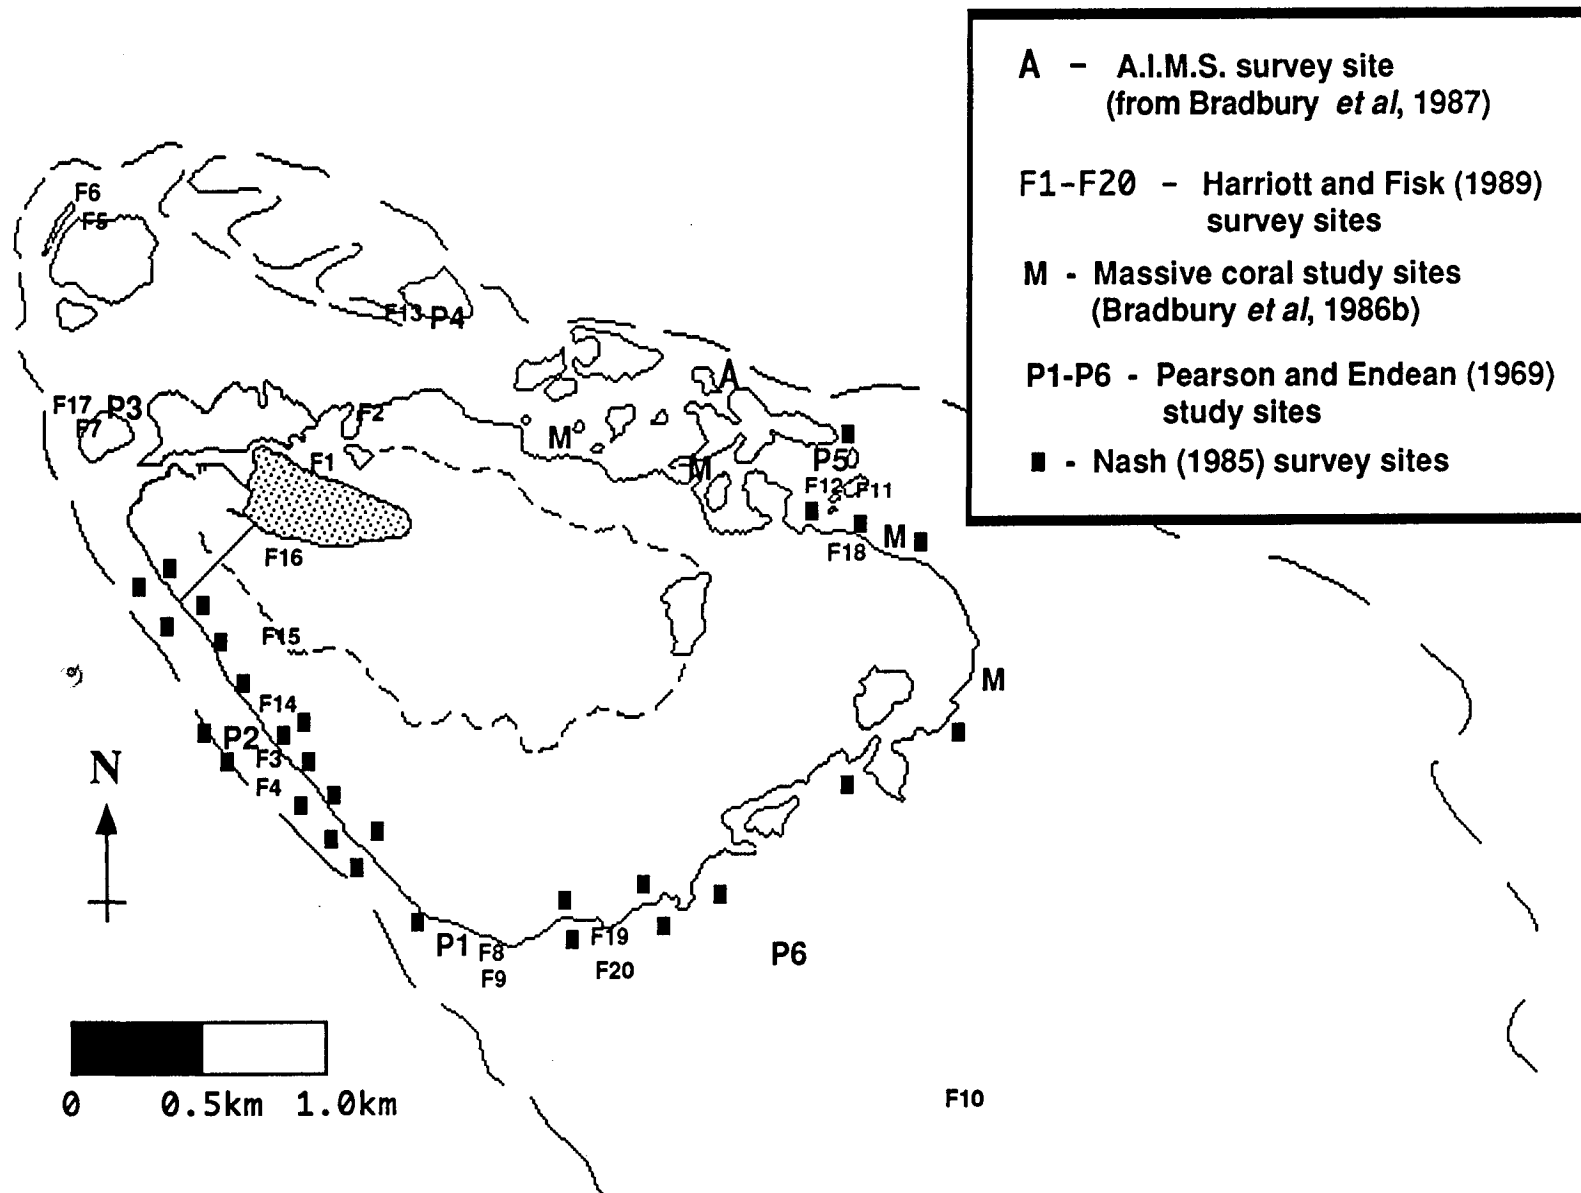 A - A.I.M.S. survey site
(from Bradbury et al, 1987)
F1-F20 - Harriott and Fisk (1989)
survey sites
M - Massive coral study sites
(Bradbury et al, 1986b)
P1-P6 - Pearson and Endean (1969)
study sites
■ - Nash (1985) survey sites
F6
F5
F13 P4
A
F17 P3 F2
F7
M
F1
M P5
F12 F11
F18 M
F16
F15
M
F14
P2
F3
F4
N
P1 F8 F19 P6
F9 F20
0 0.5km 1.0km
F10